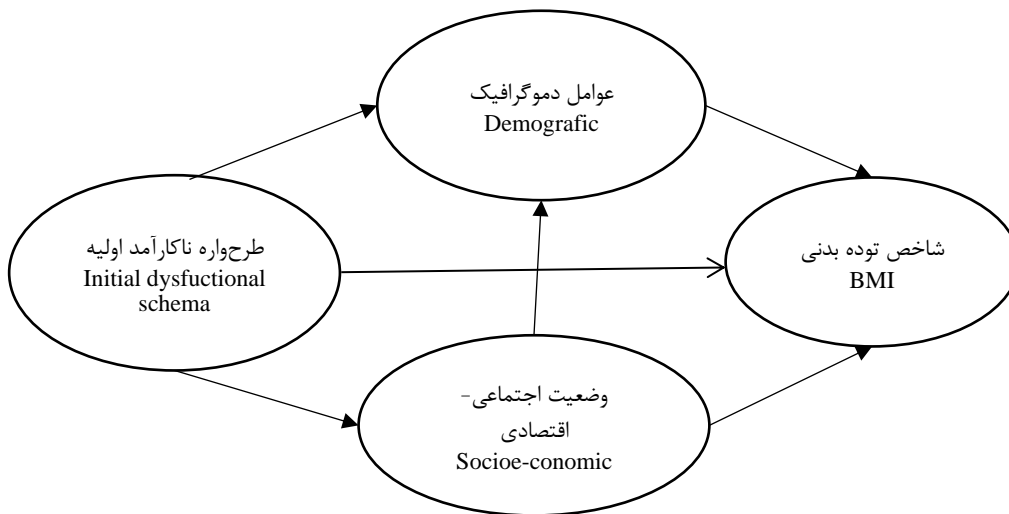 عوامل دموگرافیک
Demografic
طرح‌واره ناکارآمد اولیه
Initial dysfuctional
schema
شاخص توده بدنی
BMI
وضعیت اجتماعی-
اقتصادی
Socioe-conomic